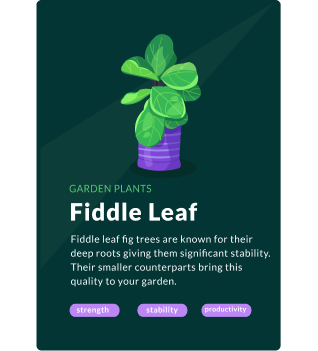 GARDEN PLANTS
Fiddle Leaf
Fiddle leaf fig trees are known for their
deep roots giving them significant stability.
Their smaller counterparts bring this
quality to your garden.
strength stability productivity